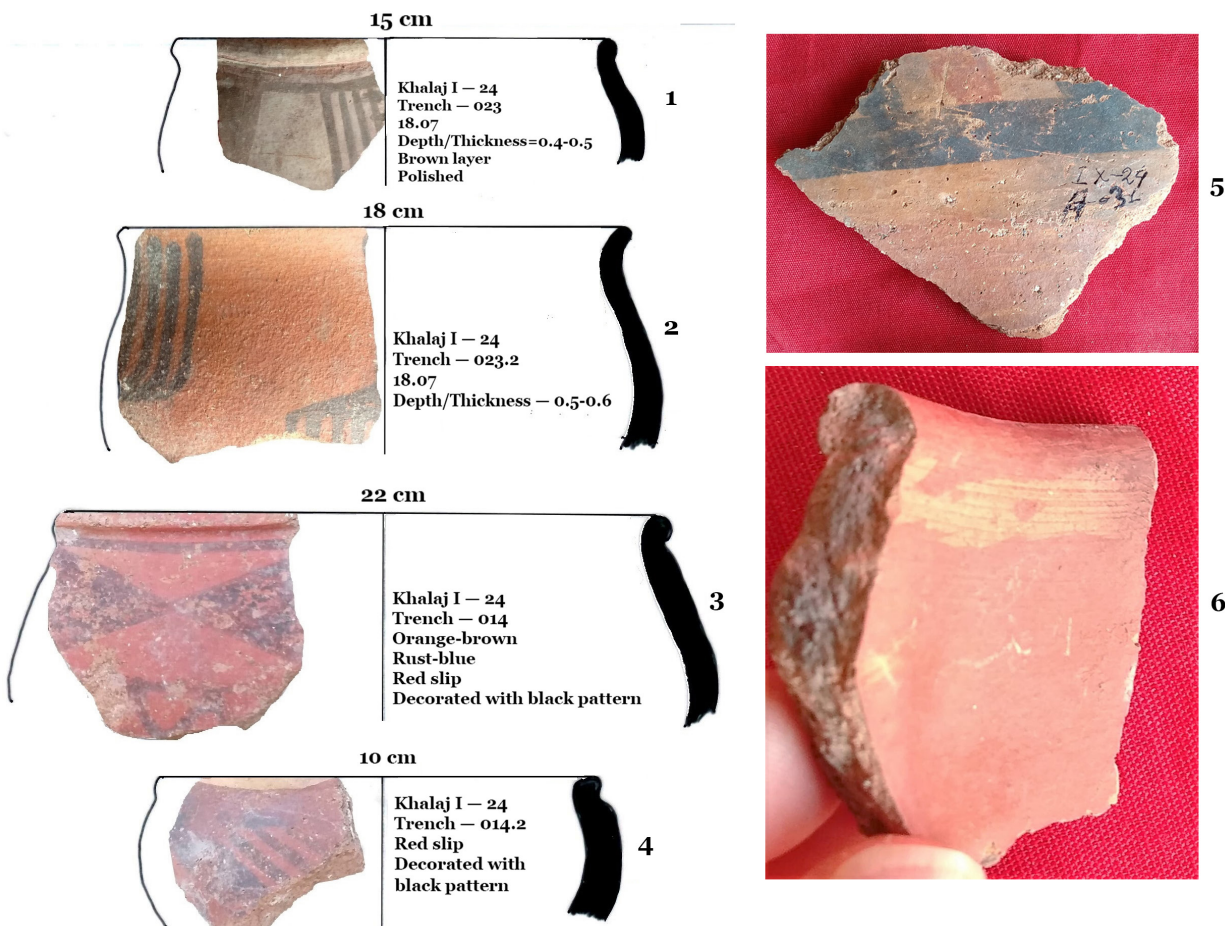 15 cm
Khalaj I — 24
Trench — 023
18.07
Depth/Thickness=0.4-0.5
Brown layer
Polished
1
18 cm
Khalaj I — 24
Trench — 023.2
18.07
Depth/Thickness — 0.5-0.6
2
22 cm
Khalaj I — 24
Trench — 014
Orange-brown
Rust-blue
Red slip
Decorated with black pattern
3
10 cm
Khalaj I — 24
Trench — 014.2
Red slip
Decorated with
black pattern
4
IX-24
5
6